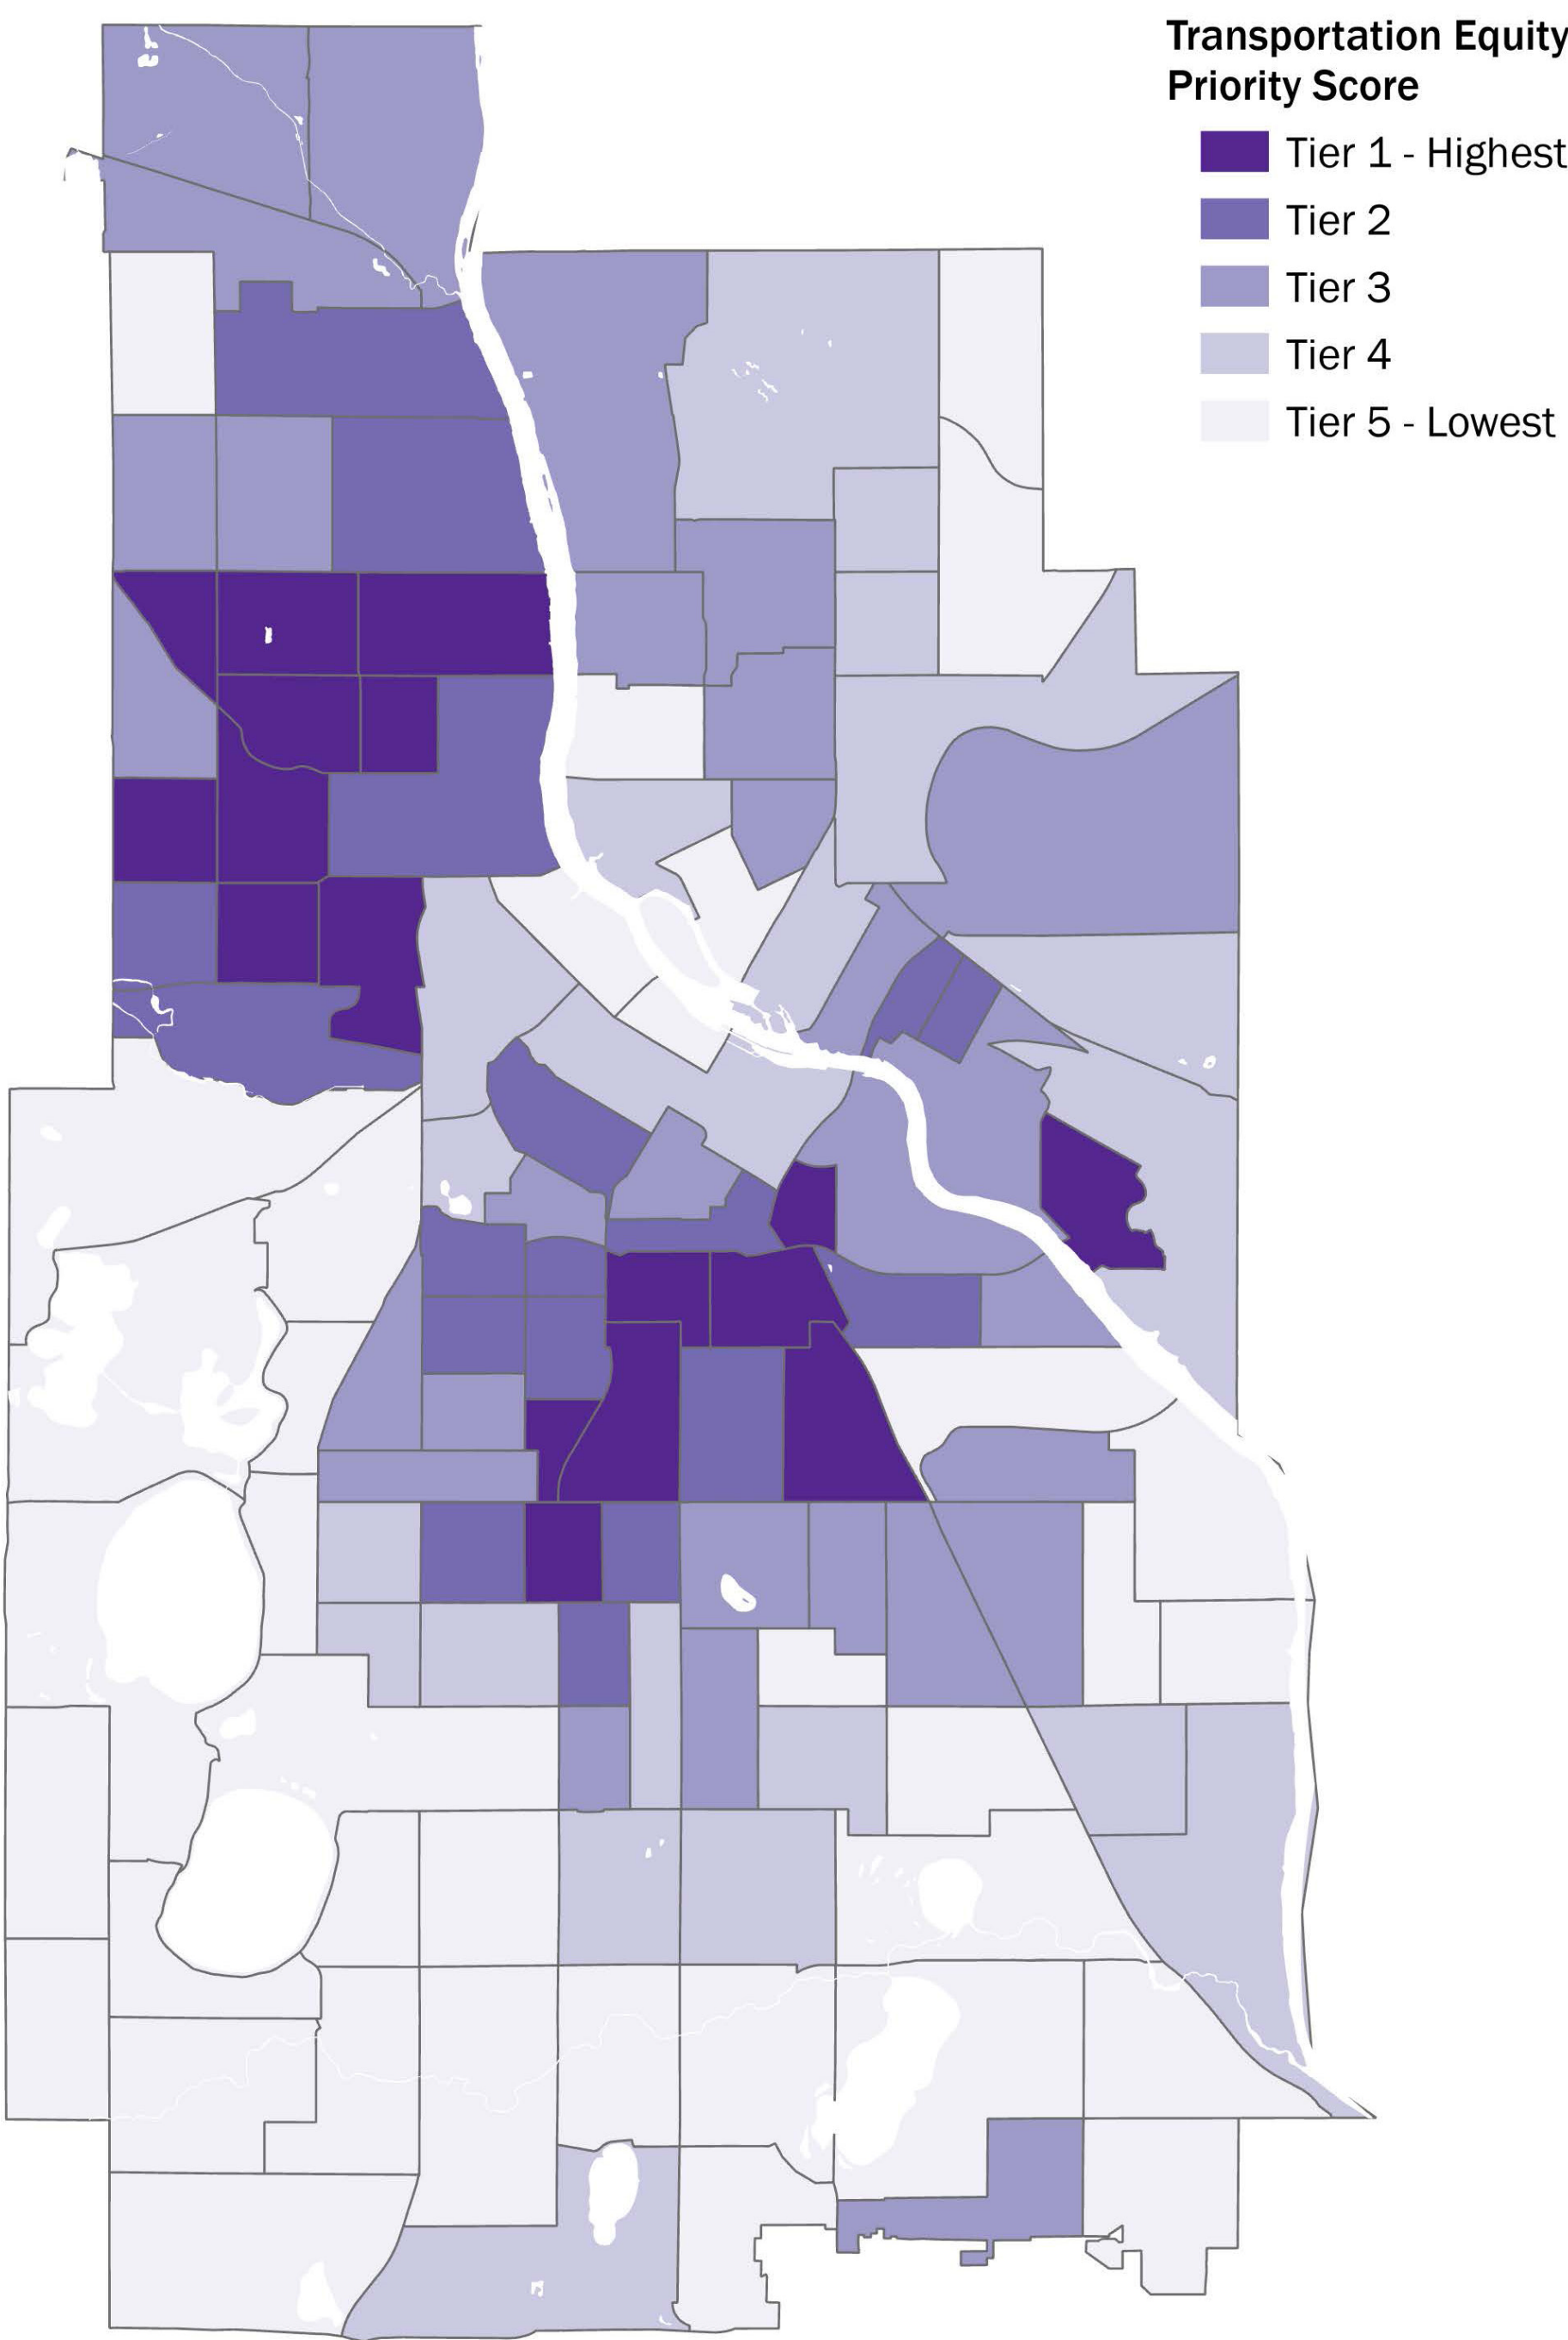 Transportation Equity
Priority Score
Tier 1 - Highest
Tier 2
Tier 3
Tier 4
Tier 5 - Lowest